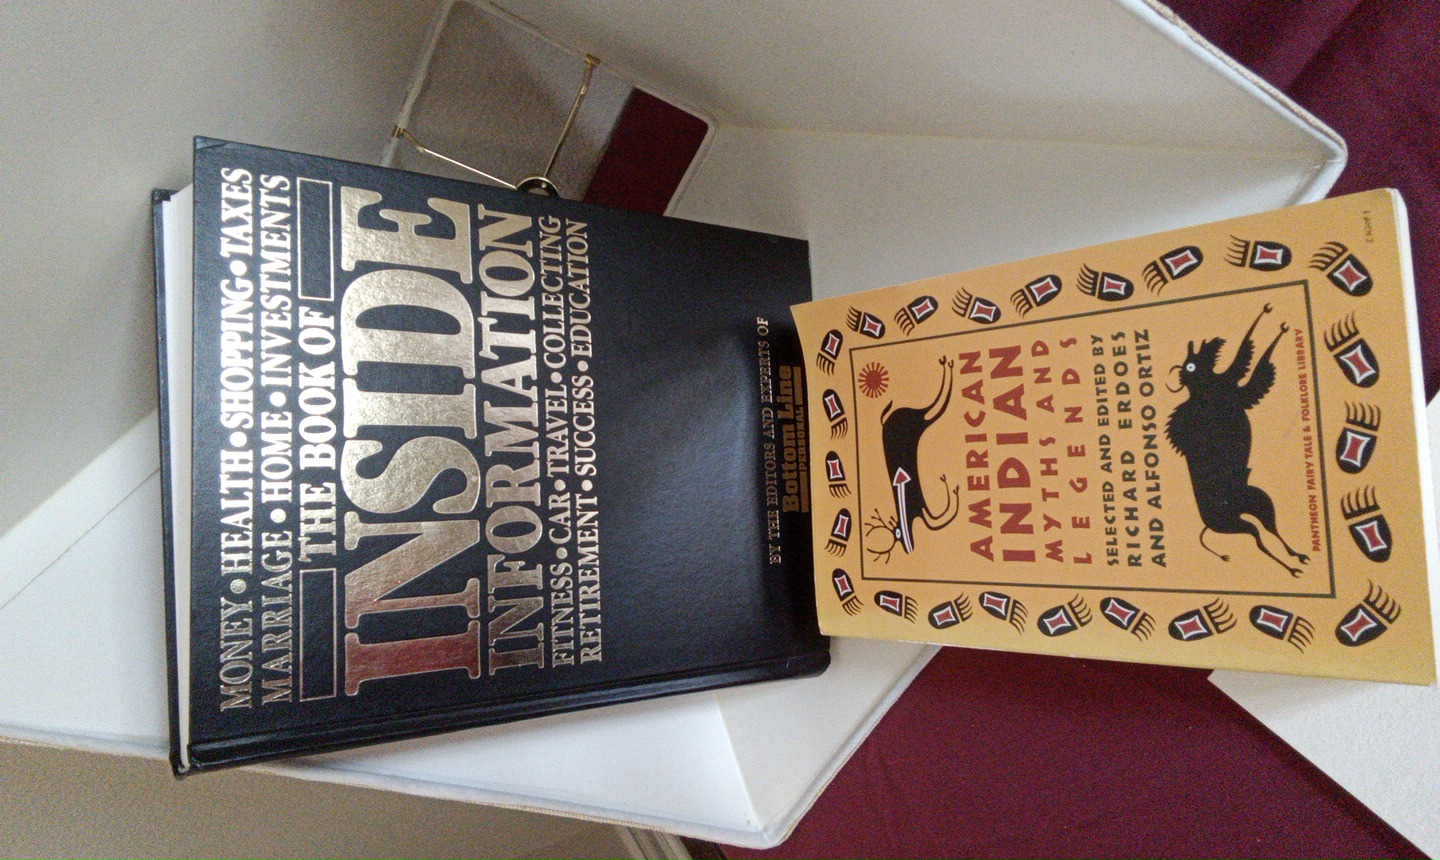 MONEY • HEALTH • SHOPPING • TAXES
MARRIAGE • HOME • INVESTMENTS
THE BOOK OF
INSIDE
INFORMATION
FITNESS • CAR • TRAVEL • COLLECTING
RETIREMENT • SUCCESS • EDUCATION
BY THE EDITORS AND EXPERTS OF
Bottom Line
PERSONAL
AMERICAN
INDIAN
MYTHS AND
LEGENDS
SELECTED AND EDITED BY
RICHARD ERDOES
AND ALFONSO ORTIZ
PANTHEON FAIRY TALE & FOLKLORE LIBRARY